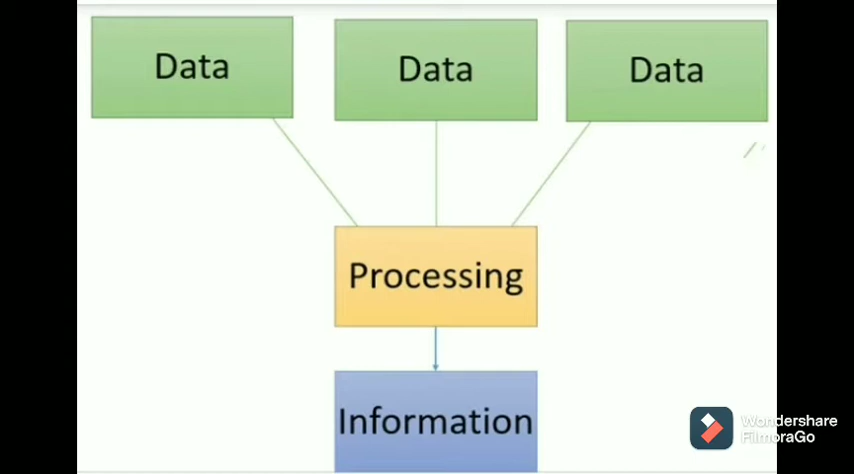 Data
Data
Data
Processing
Information
Wondershare
FilmoraGo